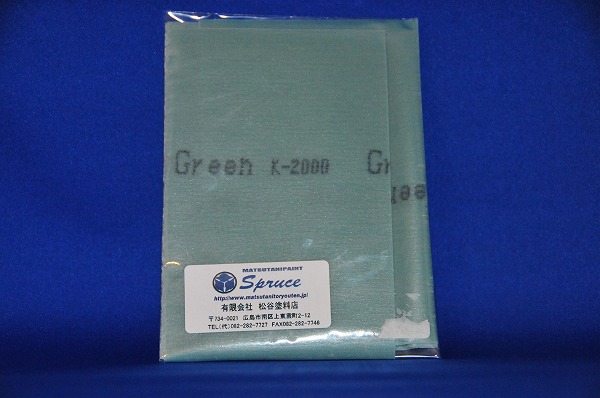 Green K-2000
Gr
een
MATSUTANIPAINT
Spruce
http://www.matsutanitoryouten.jp/
有限会社 松谷塗料店
〒734-0021 広島市南区上東雲町2-12
TEL(代)082-282-7727 FAX082-282-7746